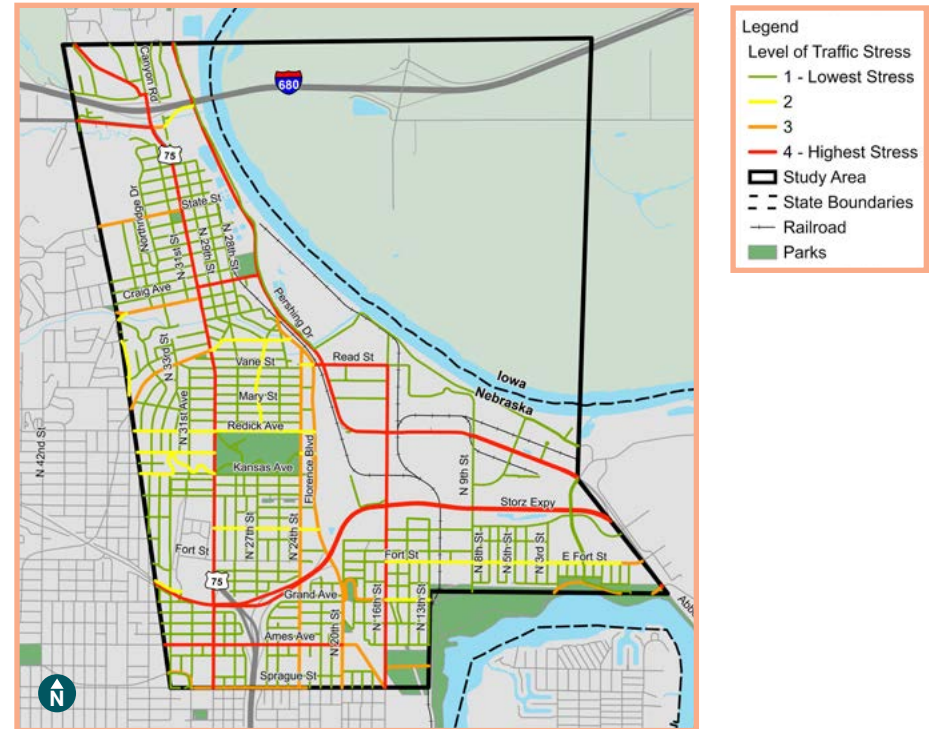 Canyon Rd
680
75
State St
Northridge Dr
N 31st St
N 29th St
N 28th St
Craig Ave
Pershing Dr
N 33rd St
Vane St
Read St
Iowa
Nebraska
Mary St
N 31st Ave
Redick Ave
N 42nd St
Kansas Ave
Florence Blvd
N 9th St
Storz Expy
N 27th St
N 24th St
Fort St
Fort St
N 8th St
N 5th St
N 3rd St
E Fort St
75
Grand Ave
N 20th St
N 16th St
N 13th St
Abb
Ames Ave
Sprague St
N
Legend
Level of Traffic Stress
1 - Lowest Stress
2
3
4 - Highest Stress
Study Area
State Boundaries
Railroad
Parks